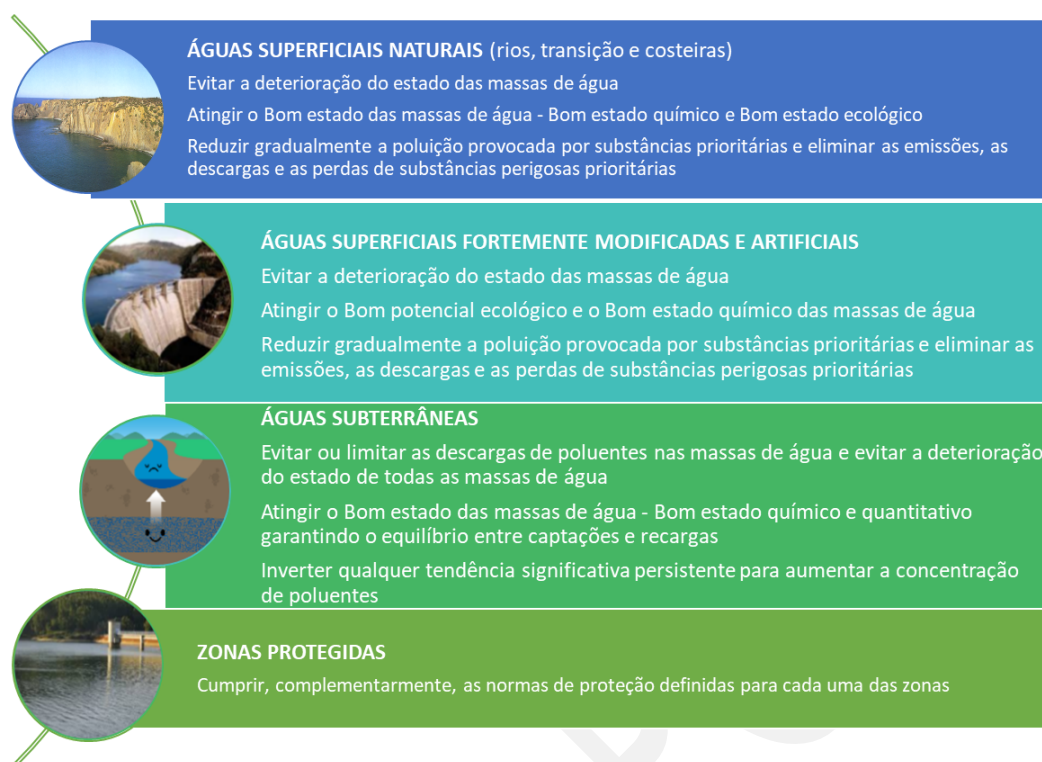 ÁGUAS SUPERFICIAIS NATURAIS (rios, transição e costeiras)
Evitar a deterioração do estado das massas de água
Atingir o Bom estado das massas de água - Bom estado químico e Bom estado ecológico
Reduzir gradualmente a poluição provocada por substâncias prioritárias e eliminar as emissões, as
descargas e as perdas de substâncias perigosas prioritárias
ÁGUAS SUPERFICIAIS FORTEMENTE MODIFICADAS E ARTIFICIAIS
Evitar a deterioração do estado das massas de água
Atingir o Bom potencial ecológico e o Bom estado químico das massas de água
Reduzir gradualmente a poluição provocada por substâncias prioritárias e eliminar as
emissões, as descargas e as perdas de substâncias perigosas prioritárias
ÁGUAS SUBTERRÂNEAS
Evitar ou limitar as descargas de poluentes nas massas de água e evitar a deterioração
do estado de todas as massas de água
Atingir o Bom estado das massas de água - Bom estado químico e quantitativo
garantindo o equilíbrio entre captações e recargas
Inverter qualquer tendência significativa persistente para aumentar a concentração
de poluentes
ZONAS PROTEGIDAS
Cumprir, complementarmente, as normas de proteção definidas para cada uma das zonas